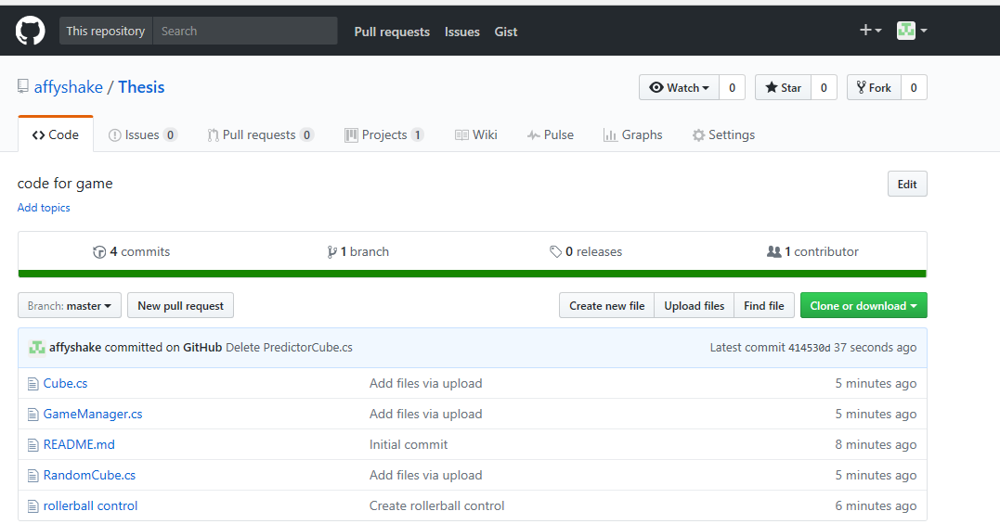 This repository Search Pull requests Issues Gist
affyshake / Thesis Watch 0 Star 0 Fork 0
Code Issues 0 Pull requests 0 Projects 1 Wiki Pulse Graphs Settings
code for game Edit
Add topics
4 commits 1 branch 0 releases 1 contributor
Branch: master New pull request Create new file Upload files Find file Clone or download
affyshake committed on GitHub Delete PredictorCube.cs Latest commit 414530d 37 seconds ago
Cube.cs Add files via upload 5 minutes ago
GameManager.cs Add files via upload 5 minutes ago
README.md Initial commit 8 minutes ago
RandomCube.cs Add files via upload 5 minutes ago
rollerball control Create rollerball control 6 minutes ago